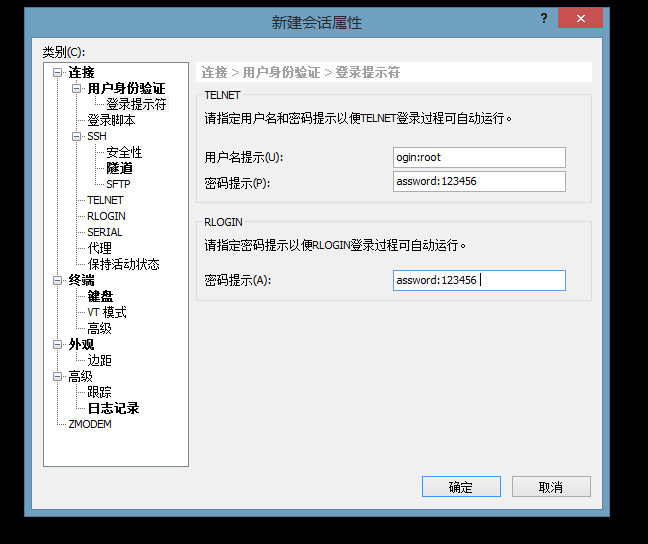 新建会话属性
?
×
类别(C):
连接
用户身份验证
登录提示符
登录脚本
SSH
安全性
隧道
SFTP
TELNET
RLOGIN
SERIAL
代理
保持活动状态
终端
键盘
VT 模式
高级
外观
边距
高级
跟踪
日志记录
ZMODEM
连接 > 用户身份验证 > 登录提示符
TELNET
请指定用户名和密码提示以便TELNET登录过程可自动运行。
用户名提示(U):
ogin:root
密码提示(P):
assword:123456
RLOGIN
请指定密码提示以便RLOGIN登录过程可自动运行。
密码提示(A):
assword:123456
确定
取消